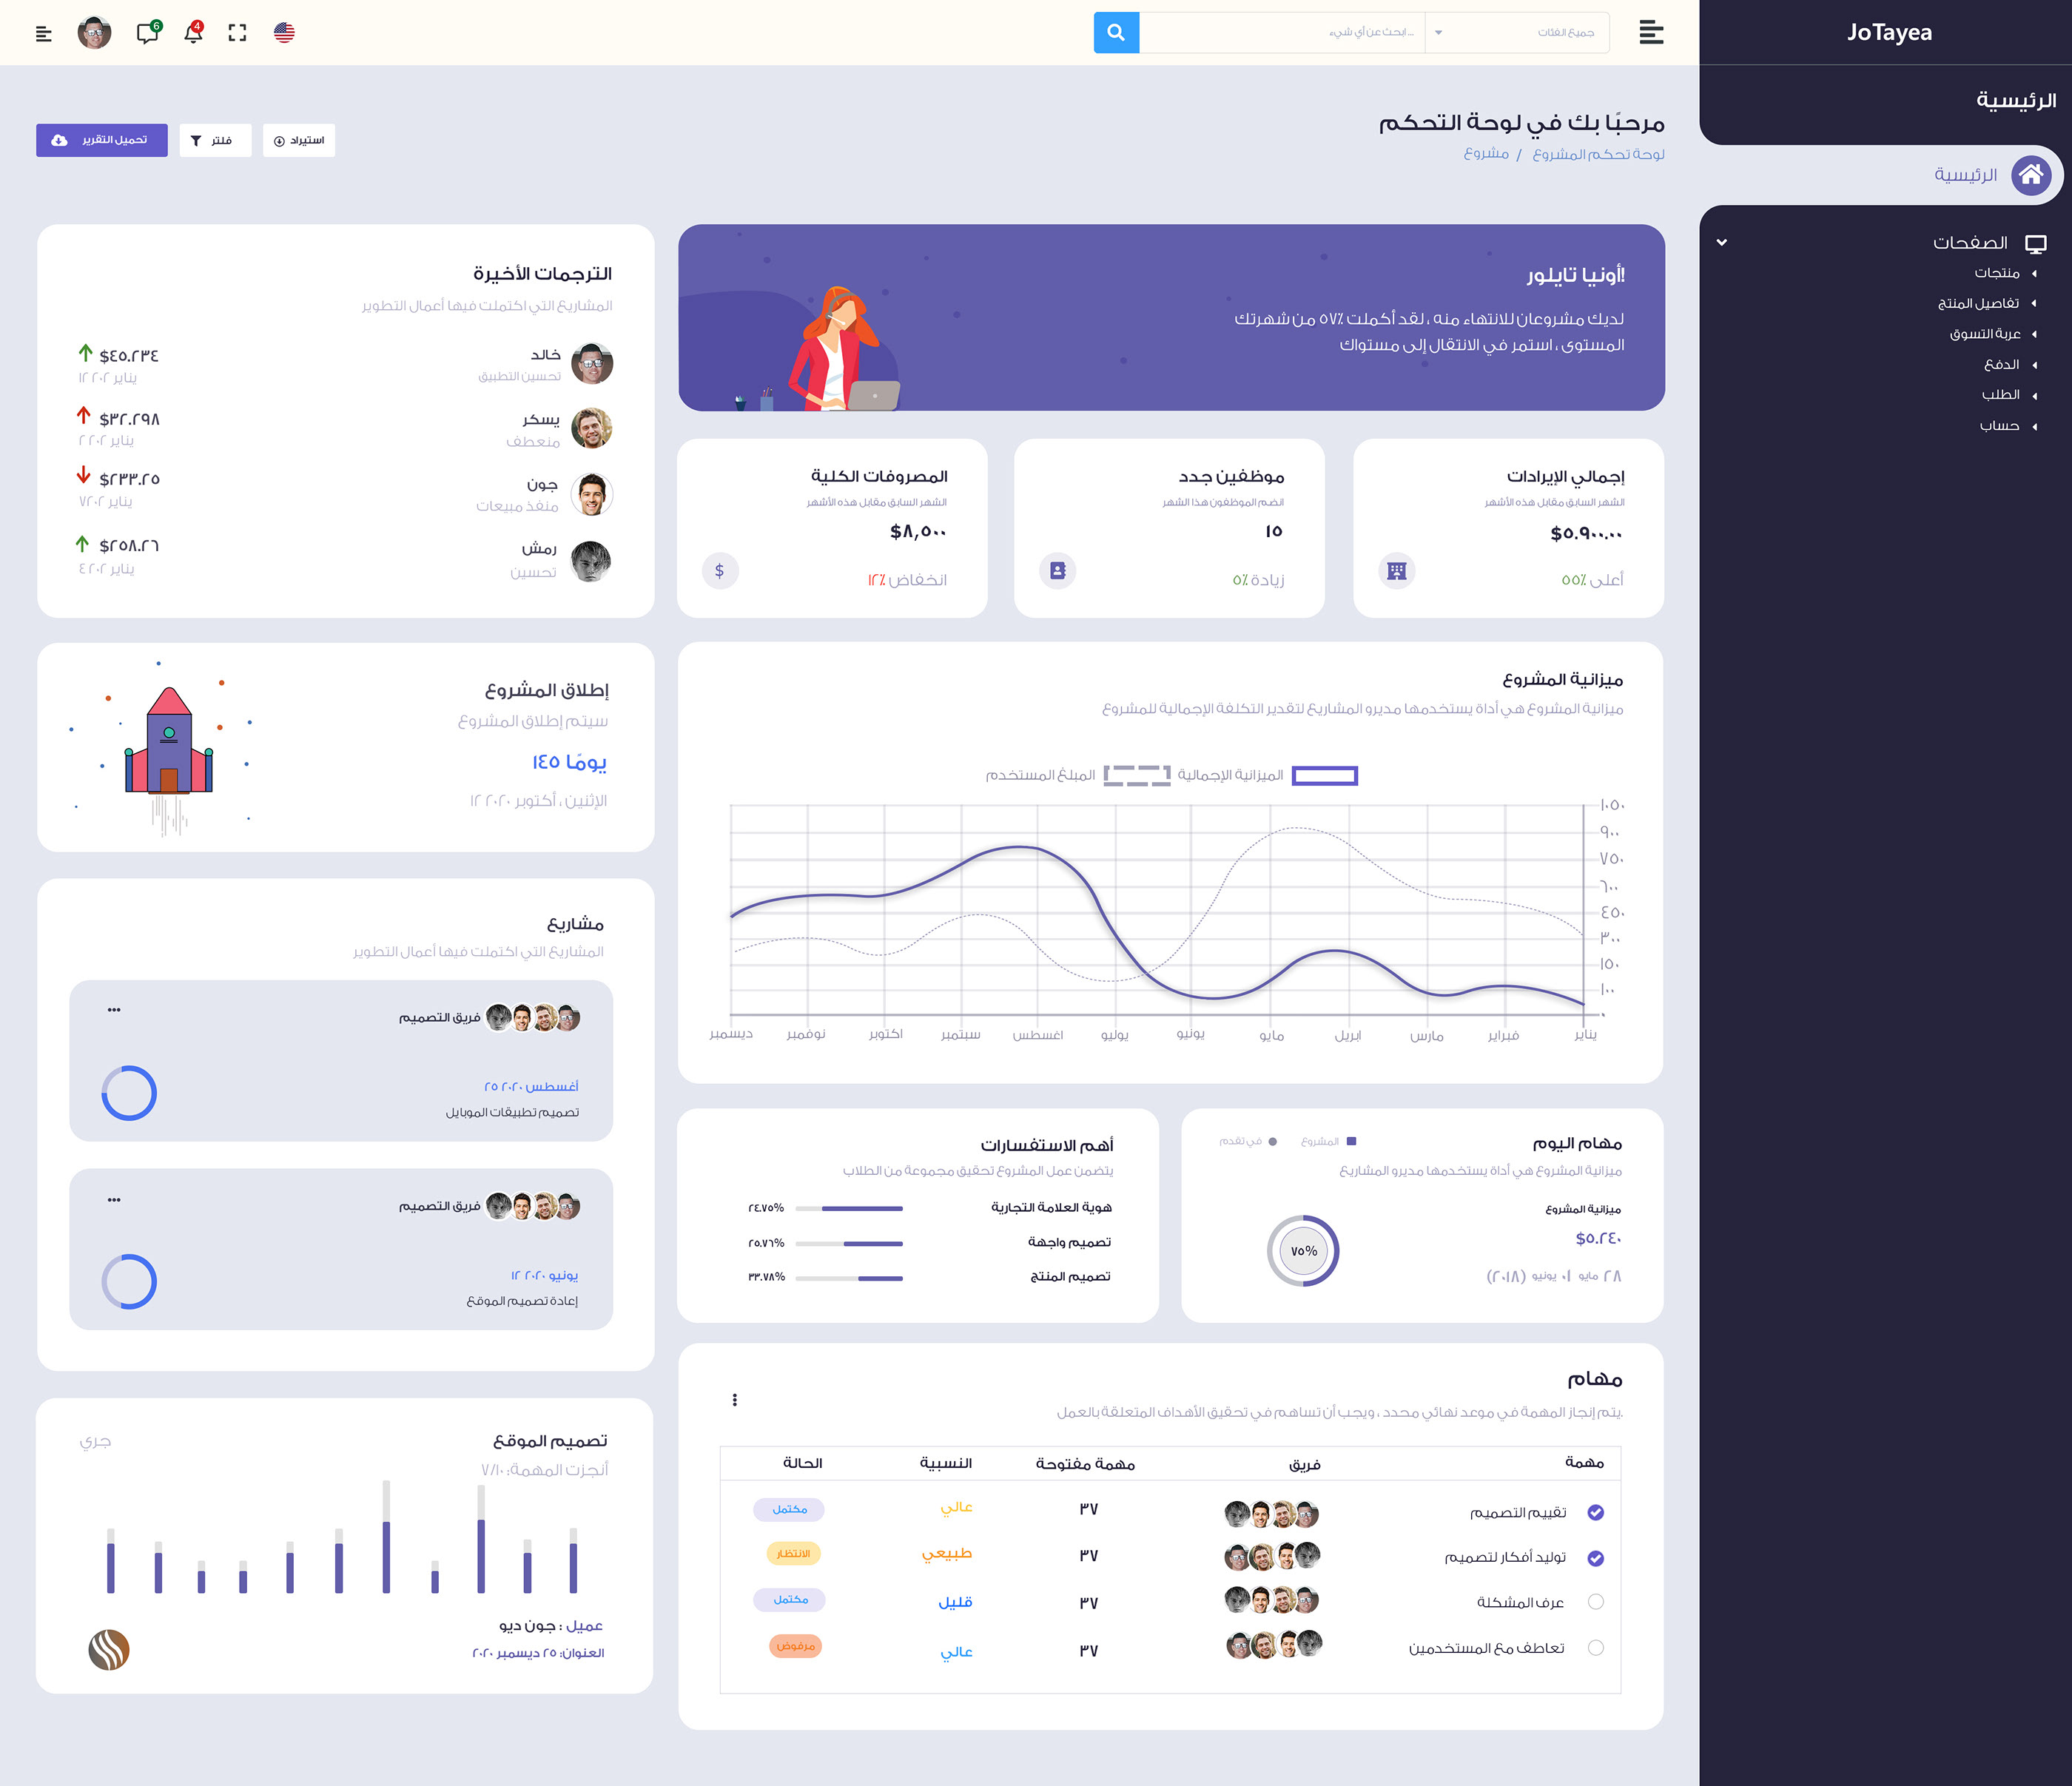 JoTayea
الرئيسية
الرئيسية
الصفحات
منتجات
تفاصيل المنتج
عربة التسوق
الدفع
الطلب
حساب
جميع الفئات
ابحث عن أي شيء ...
4
6
مرحبًا بك في لوحة التحكم
لوحة تحكم المشروع / مشروع
استيراد
فلتر
تحميل التقرير
أونيا تايلور!
لديك مشروعان للانتهاء منه ، لقد أكملت ٥٧٪ من شهرتك
المستوى ، استمر في الانتقال إلى مستواك
إجمالي الإيرادات
الشهر السابق مقابل هذه الأشهر
$٥.٩٠٠.٠٠
أعلى ٥٥٪
موظفين جدد
انضم الموظفون هذا الشهر
١٥
زيادة ٥٪
المصروفات الكلية
الشهر السابق مقابل هذه الأشهر
$٨,٥٠٠
انخفاض ١٢٪
$
ميزانية المشروع
ميزانية المشروع هي أداة يستخدمها مديرو المشاريع لتقدير التكلفة الإجمالية للمشروع
الميزانية الإجمالية
المبلغ المستخدم
١٠٥٠
٩٠٠
٧٥٠
٦٠٠
٤٥٠
٣٠٠
١٥٠
١٠٠
٠
يناير فبراير مارس ابريل مايو يونيو يوليو اغسطس سبتمبر اكتوبر نوفمبر ديسمبر
مهام اليوم
المشروع
في تقدم
ميزانية المشروع هي أداة يستخدمها مديرو المشاريع
ميزانية المشروع
$٥.٢٤٠
٢٨ مايو ٠١ يونيو (٢٠١٨)
٧٥%
أهم الاستفسارات
يتضمن عمل المشروع تحقيق مجموعة من الطلاب
هوية العلامة التجارية ٢٤.٧٥%
تصميم واجهة ٢٥.٧٦%
تصميم المنتج ٣٣.٧٨%
مهام
يتم إنجاز المهمة في موعد نهائي محدد ، ويجب أن تساهم في تحقيق الأهداف المتعلقة بالعمل.
مهمة فريق مهمة مفتوحة النسبية الحالة
تقييم التصميم ٣٧ عالي مكتمل
توليد أفكار لتصميم ٣٧ طبيعي الانتظار
عرف المشكلة ٣٧ قليل مكتمل
تعاطف مع المستخدمين ٣٧ عالي مرفوض
الترجمات الأخيرة
المشاريع التي اكتملت فيها أعمال التطوير
خالد
تحسين التطبيق
$٤٥.٢٣٤
يناير ٢٠٢ ١٢
يسكر
منعطف
$٣٢.٢٩٨
يناير ٢٠٢ ٢
جون
منفذ مبيعات
$٢٣٣.٢٥
يناير ٢٠٢ ٧
رمش
تحسين
$٢٥٨.٢٦
يناير ٢٠٢ ٤
إطلاق المشروع
سيتم إطلاق المشروع
يومًا ١٤٥
الإثنين ، أكتوبر ٢٠٢٠ ١٢
مشاريع
المشاريع التي اكتملت فيها أعمال التطوير
فريق التصميم
أغسطس ٢٠٢٠ ٢٥
تصميم تطبيقات الموبايل
فريق التصميم
يونيو ٢٠٢٠ ١٢
إعادة تصميم الموقع
تصميم الموقع
جري
أنجزت المهمة: ٧/١٠
عميل : جون ديو
العنوان: ٢٥ ديسمبر ٢٠٢٠